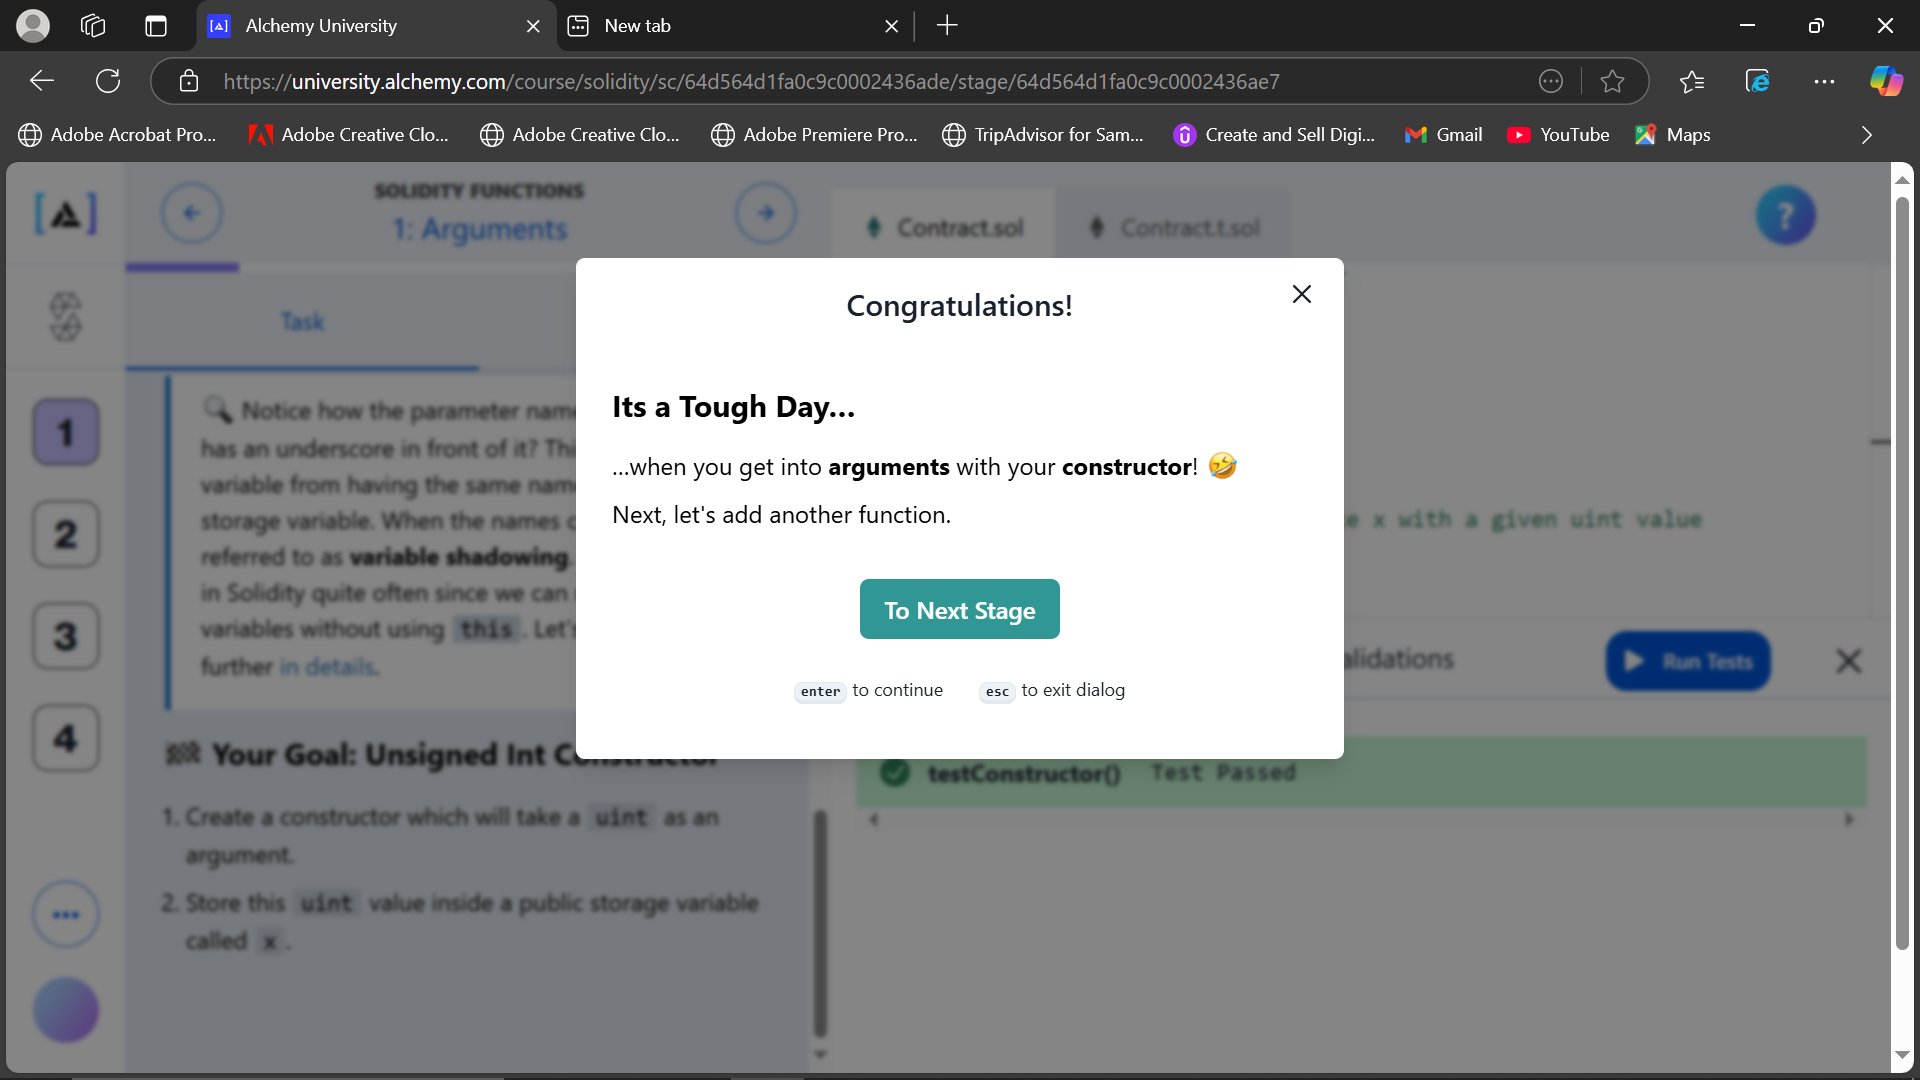 Alchemy University
New tab
https://university.alchemy.com/course/solidity/sc/64d564d1fa0c9c0002436ade/stage/64d564d1fa0c9c0002436ae7
Adobe Acrobat Pro...
Adobe Creative Clo...
Adobe Creative Clo...
Adobe Premiere Pro...
TripAdvisor for Sam...
Create and Sell Digi...
Gmail
YouTube
Maps
SOLIDITY FUNCTIONS
1: Arguments
Contract.sol
Contract.t.sol
?
Task
1
2
3
4
🔍 Notice how the parameter nam
has an underscore in front of it? Thi
variable from having the same nam
storage variable. When the names c
referred to as variable shadowing.
in Solidity quite often since we can
variables without using this. Let's
further in details.
🏁 Your Goal: Unsigned Int Constructor
1. Create a constructor which will take a uint as an
argument.
2. Store this uint value inside a public storage variable
called x.
Congratulations!
Its a Tough Day...
...when you get into arguments with your constructor! 🤣
Next, let's add another function.
To Next Stage
enter to continue
esc to exit dialog
e x with a given uint value
alidations
Run Tests
testConstructor() Test Passed